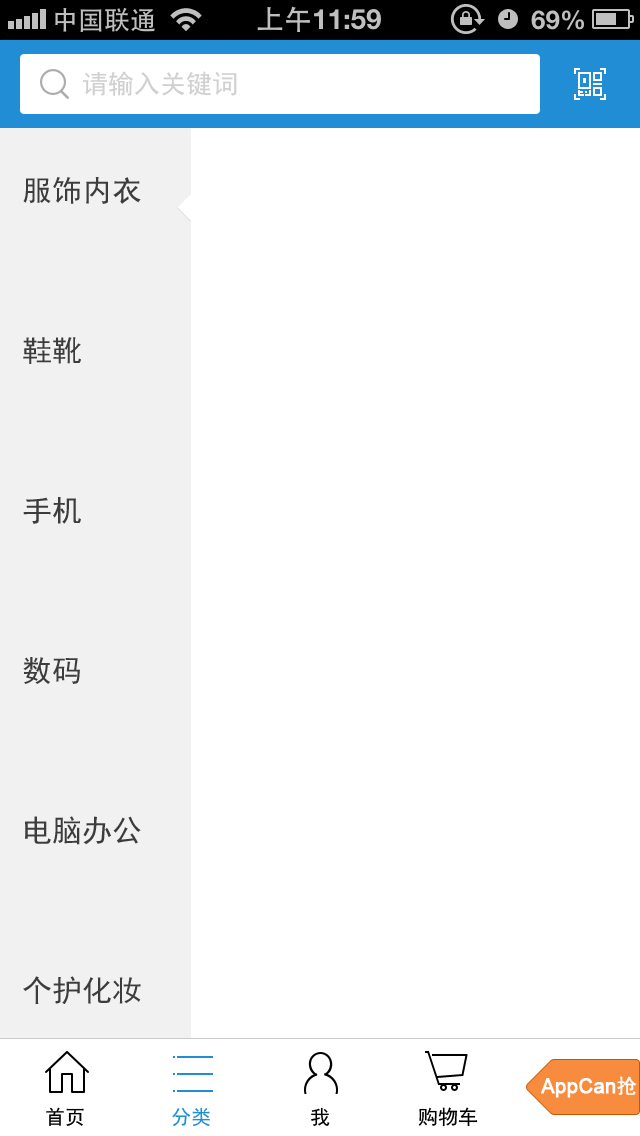 中国联通 上午11:59 69%
请输入关键词
服饰内衣
鞋靴
手机
数码
电脑办公
个护化妆
首页 分类 我 购物车 AppCan抢